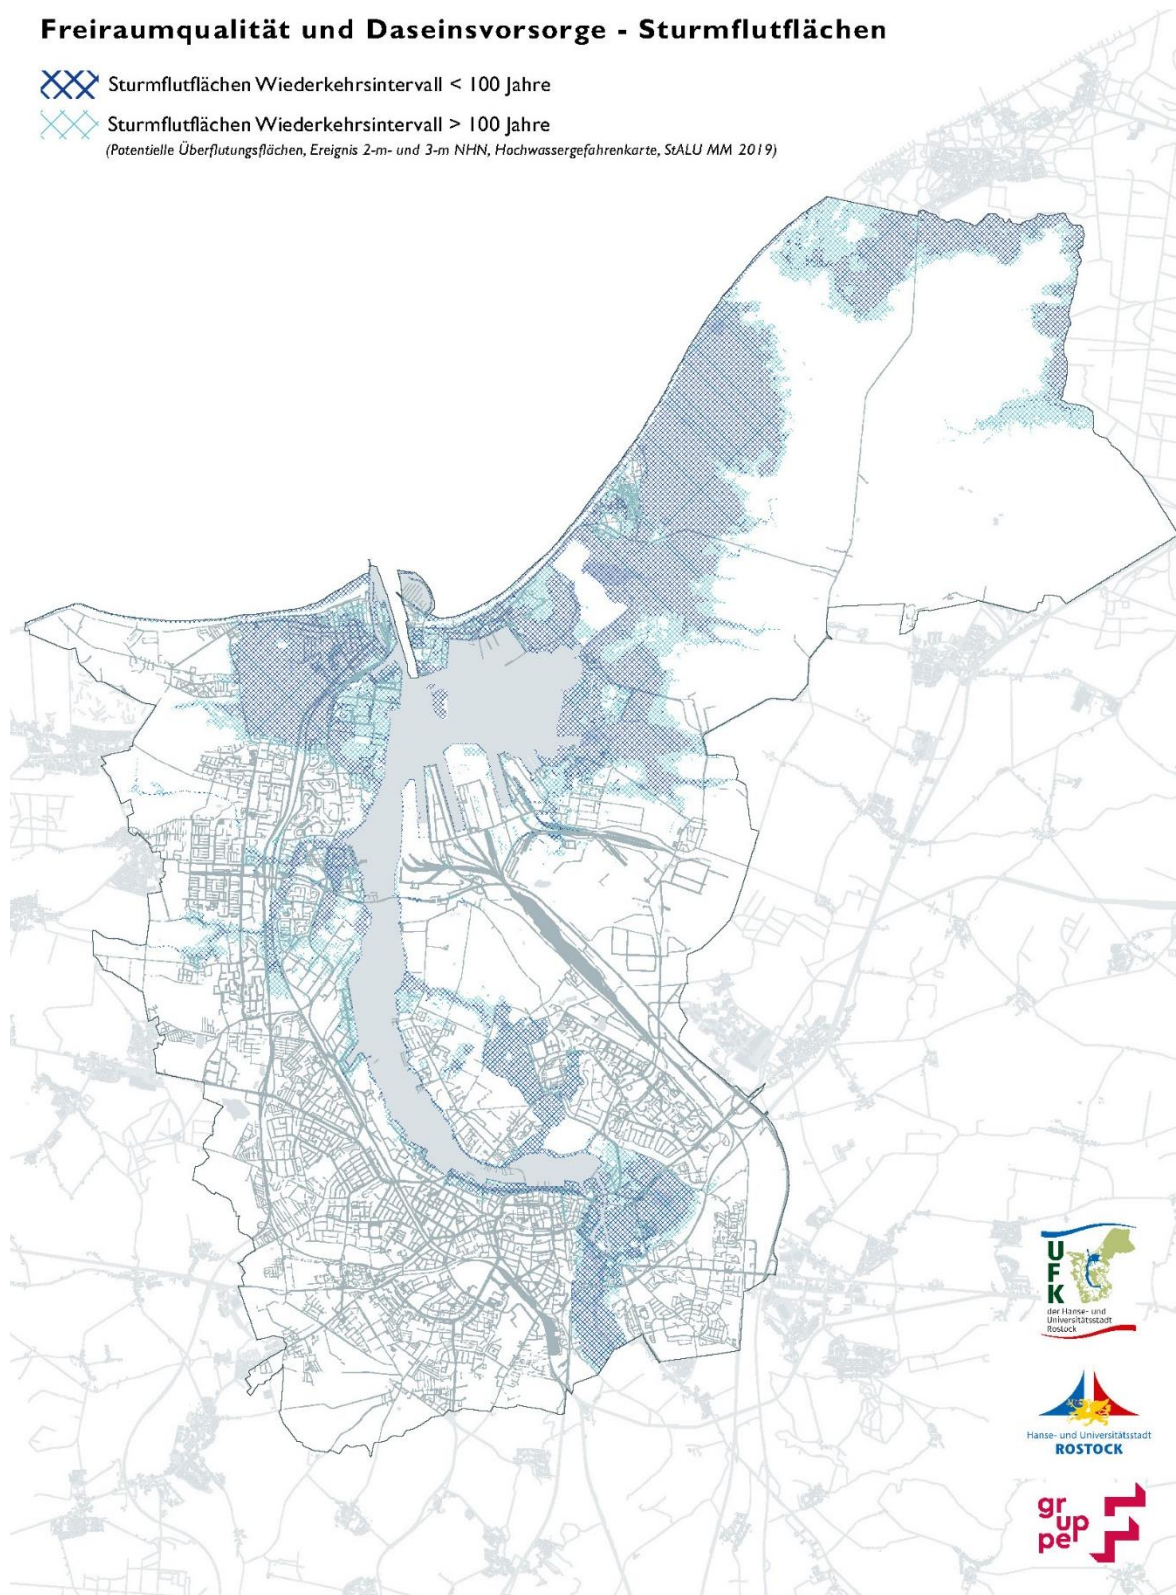 Freiraumqualität und Daseinsvorsorge - Sturmflutflächen
Sturmflutflächen Wiederkehrsintervall < 100 Jahre
Sturmflutflächen Wiederkehrsintervall > 100 Jahre
(Potentielle Überflutungsflächen, Ereignis 2-m- und 3-m NHN, Hochwassergefahrenkarte, StALU MM 2019)
UFK
der Hanse- und
Universitätsstadt
Rostock
Hanse- und Universitätsstadt
ROSTOCK
gr
up
pe
F